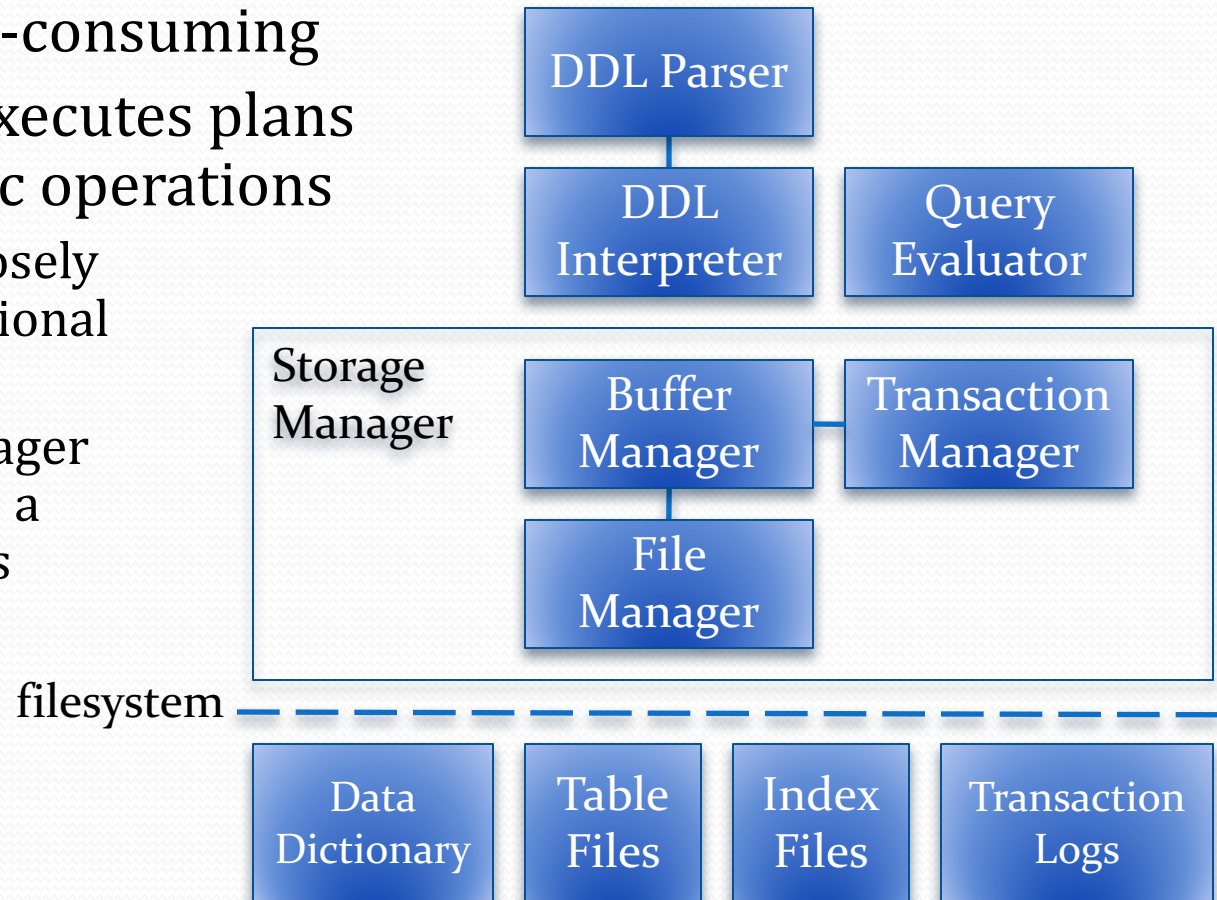 -consuming
xecutes plans
c operations
osely
ional
ager
a
s
DDL Parser
DDL
Interpreter
Query
Evaluator
Storage
Manager
Buffer
Manager
Transaction
Manager
File
Manager
filesystem
Data
Dictionary
Table
Files
Index
Files
Transaction
Logs